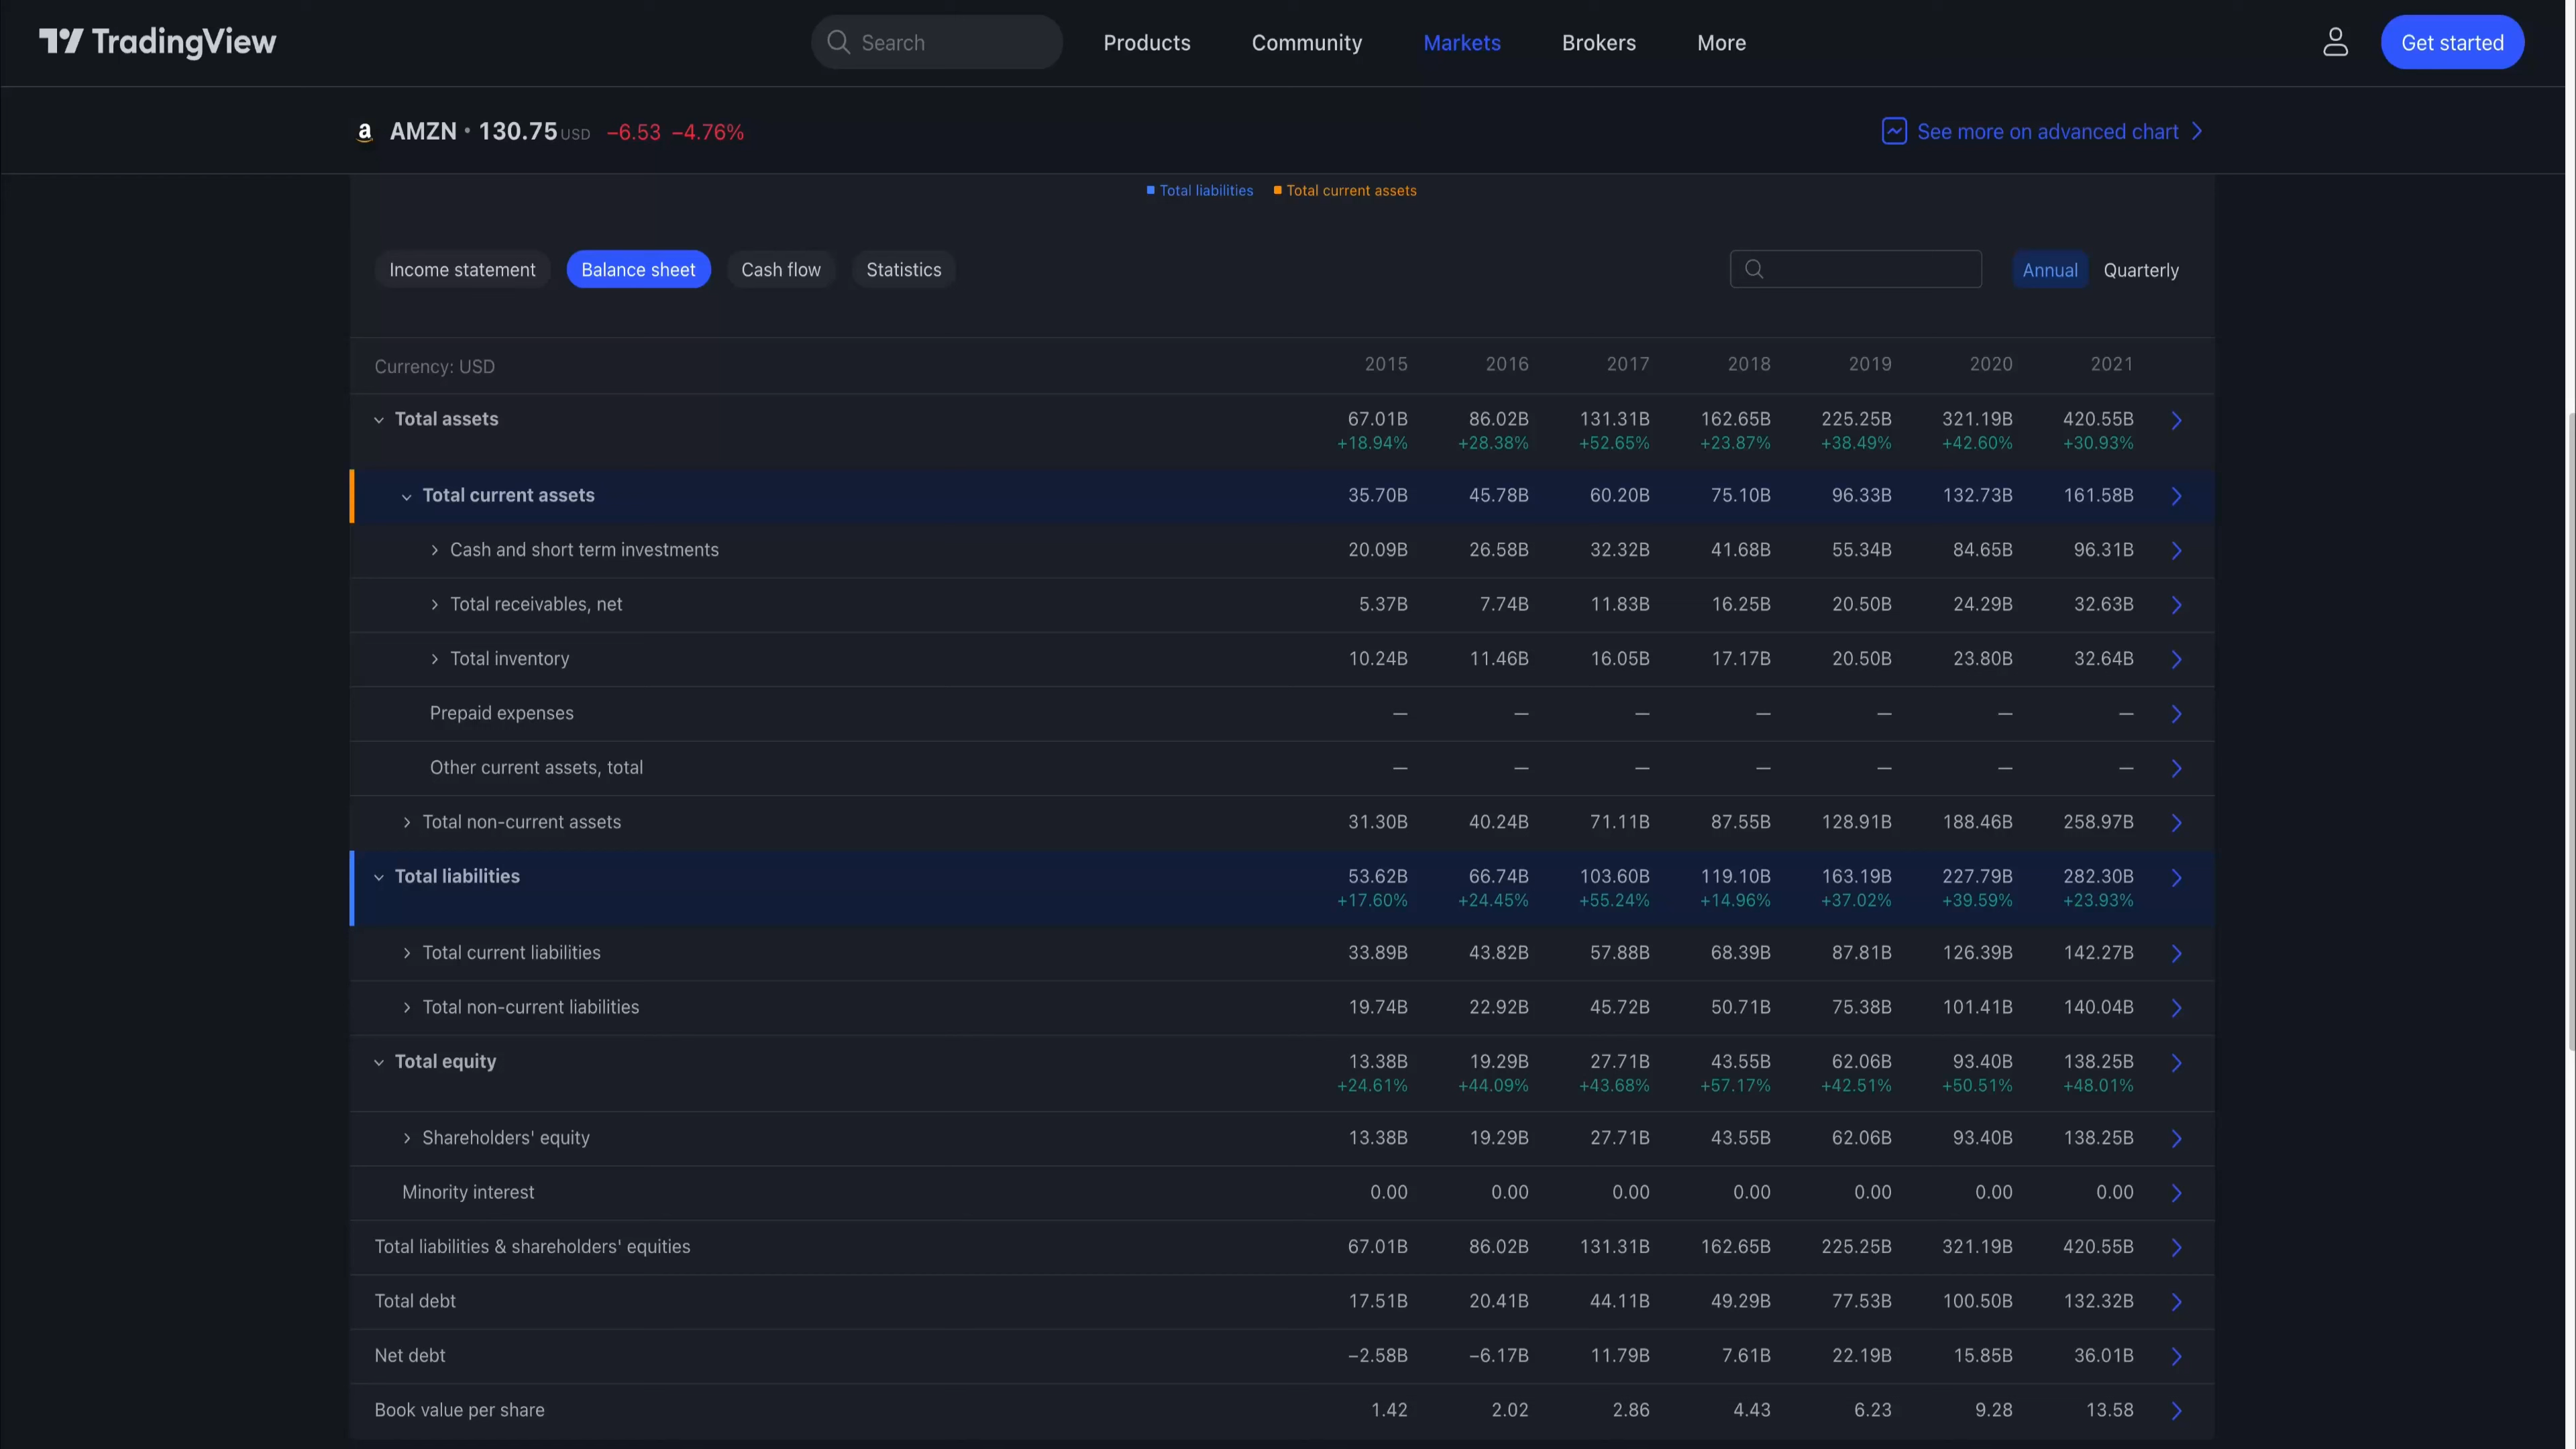 TradingView Search Products Community Markets Brokers More Get started
a AMZN • 130.75 USD −6.53 −4.76% See more on advanced chart
Total liabilities Total current assets
Income statement Balance sheet Cash flow Statistics Annual Quarterly
Currency: USD 2015 2016 2017 2018 2019 2020 2021
Total assets 67.01B 86.02B 131.31B 162.65B 225.25B 321.19B 420.55B
+18.94% +28.38% +52.65% +23.87% +38.49% +42.60% +30.93%
Total current assets 35.70B 45.78B 60.20B 75.10B 96.33B 132.73B 161.58B
Cash and short term investments 20.09B 26.58B 32.32B 41.68B 55.34B 84.65B 96.31B
Total receivables, net 5.37B 7.74B 11.83B 16.25B 20.50B 24.29B 32.63B
Total inventory 10.24B 11.46B 16.05B 17.17B 20.50B 23.80B 32.64B
Prepaid expenses — — — — — — —
Other current assets, total — — — — — — —
Total non-current assets 31.30B 40.24B 71.11B 87.55B 128.91B 188.46B 258.97B
Total liabilities 53.62B 66.74B 103.60B 119.10B 163.19B 227.79B 282.30B
+17.60% +24.45% +55.24% +14.96% +37.02% +39.59% +23.93%
Total current liabilities 33.89B 43.82B 57.88B 68.39B 87.81B 126.39B 142.27B
Total non-current liabilities 19.74B 22.92B 45.72B 50.71B 75.38B 101.41B 140.04B
Total equity 13.38B 19.29B 27.71B 43.55B 62.06B 93.40B 138.25B
+24.61% +44.09% +43.68% +57.17% +42.51% +50.51% +48.01%
Shareholders' equity 13.38B 19.29B 27.71B 43.55B 62.06B 93.40B 138.25B
Minority interest 0.00 0.00 0.00 0.00 0.00 0.00 0.00
Total liabilities & shareholders' equities 67.01B 86.02B 131.31B 162.65B 225.25B 321.19B 420.55B
Total debt 17.51B 20.41B 44.11B 49.29B 77.53B 100.50B 132.32B
Net debt −2.58B −6.17B 11.79B 7.61B 22.19B 15.85B 36.01B
Book value per share 1.42 2.02 2.86 4.43 6.23 9.28 13.58